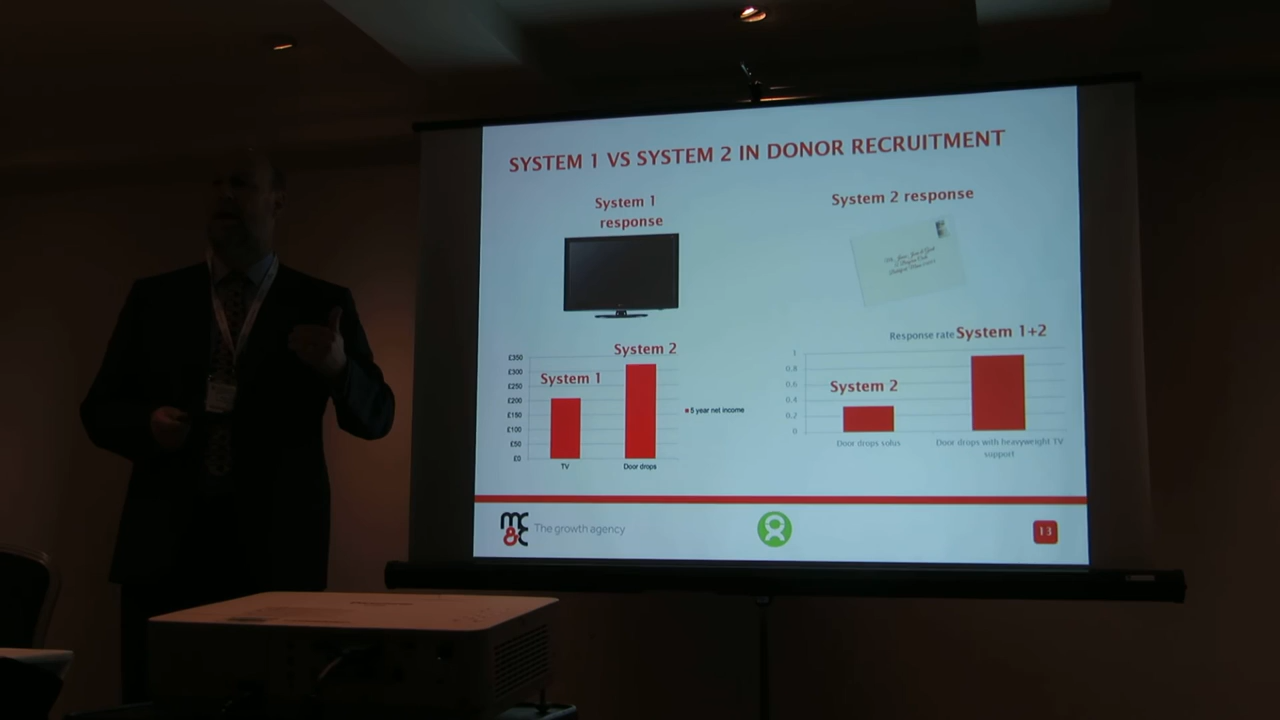 SYSTEM 1 VS SYSTEM 2 IN DONOR RECRUITMENT
System 1
response
System 2 response
System 2
System 1
£350
£300
£250
£200
£150
£100
£50
£0
TV
Door drops
5 year net income
Response rate System 1+2
System 2
1
0.8
0.6
0.4
0.2
0
Door drops solus
Door drops with heavyweight TV
support
mc&c The growth agency
13